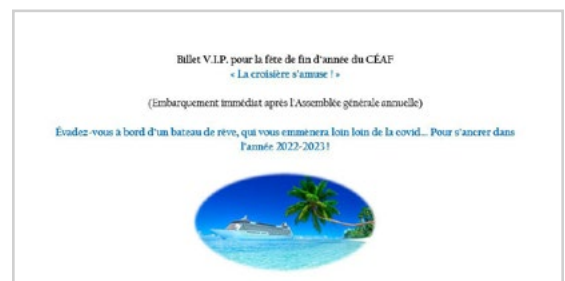 Billet V.I.P. pour la fête de fin d'année du CÉAF
« La croisière s'amuse ! »
(Embarquement immédiat après l'Assemblée générale annuelle)
Évadez-vous à bord d'un bateau de rêve, qui vous emmènera loin loin de la covid... Pour s'ancrer dans
l'année 2022-2023 !